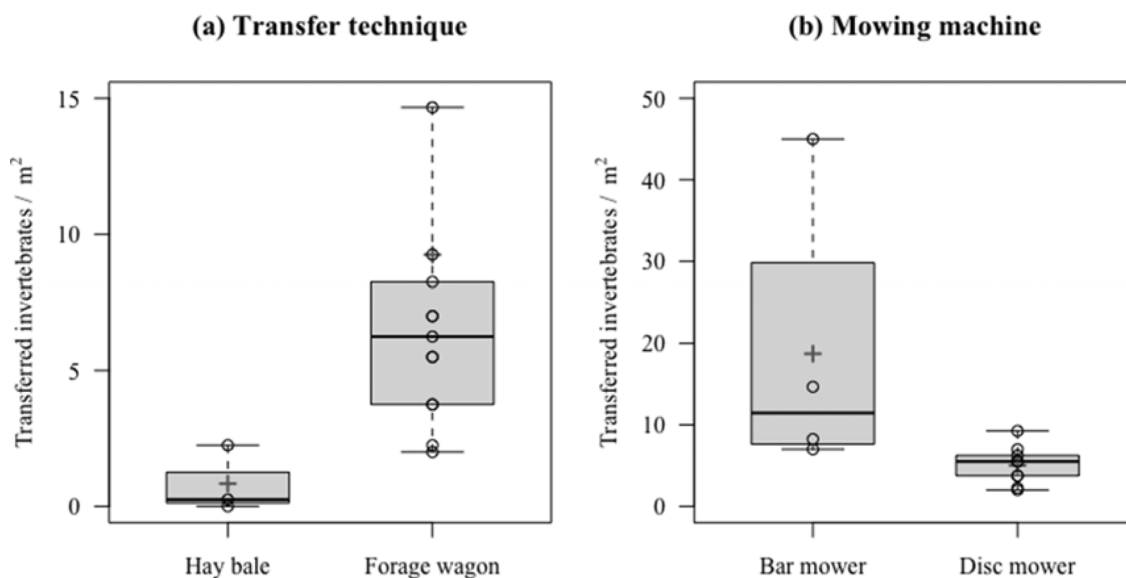 (a) Transfer technique
Transferred invertebrates / m²
15
10
5
0
Hay bale
Forage wagon
(b) Mowing machine
Transferred invertebrates / m²
50
40
30
20
10
0
Bar mower
Disc mower